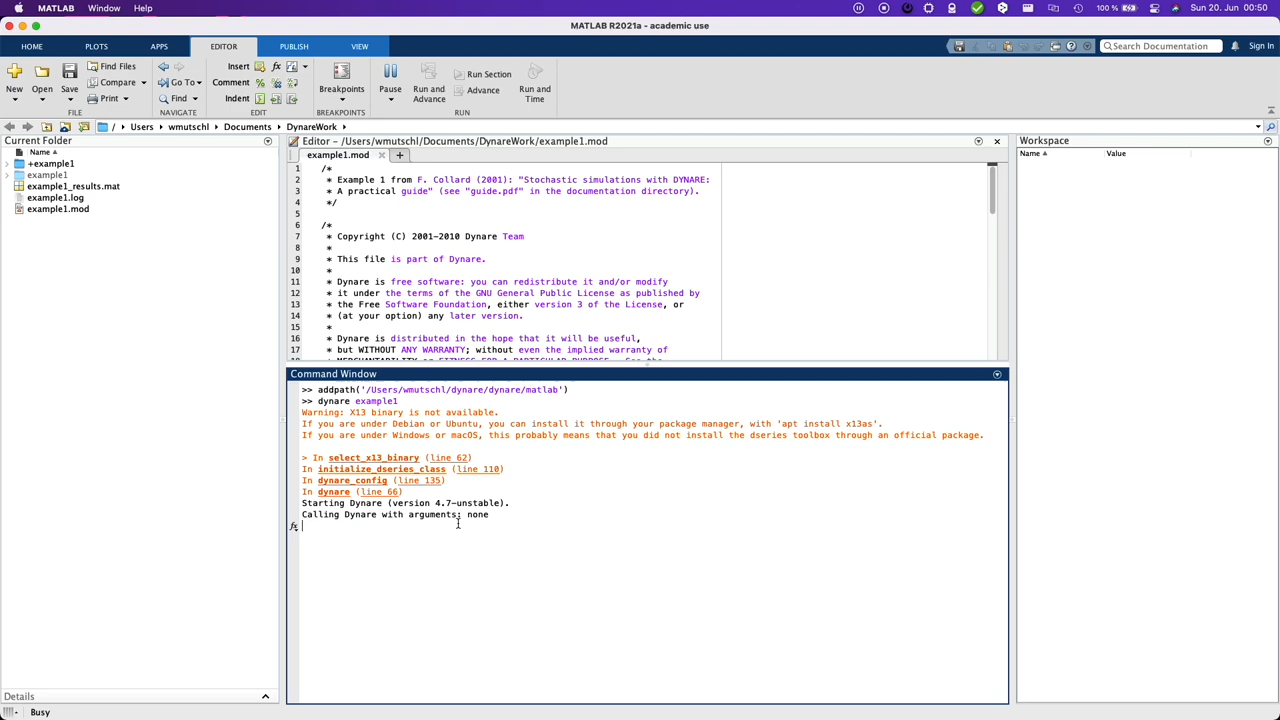 MATLAB Window Help 100 % Sun 20. Jun 00:50
MATLAB R2021a - academic use
HOME PLOTS APPS EDITOR PUBLISH VIEW Search Documentation Sign In
New Open Save Find Files Compare Print Go To Find Insert fx Comment % Indent Breakpoints Pause Run and Advance Run Section Advance Run and Time
FILE NAVIGATE EDIT BREAKPOINTS RUN
/ Users wmutschl Documents DynareWork
Current Folder
Name
+example1
example1
example1_results.mat
example1.log
example1.mod
Details
Editor - /Users/wmutschl/Documents/DynareWork/example1.mod
example1.mod
1 /*
2 * Example 1 from F. Collard (2001): "Stochastic simulations with DYNARE:
3 * A practical guide" (see "guide.pdf" in the documentation directory).
4 */
5
6 /*
7 * Copyright (C) 2001-2010 Dynare Team
8 *
9 * This file is part of Dynare.
10 *
11 * Dynare is free software: you can redistribute it and/or modify
12 * it under the terms of the GNU General Public License as published by
13 * the Free Software Foundation, either version 3 of the License, or
14 * (at your option) any later version.
15 *
16 * Dynare is distributed in the hope that it will be useful,
17 * but WITHOUT ANY WARRANTY; without even the implied warranty of
Command Window
>> addpath('/Users/wmutschl/dynare/dynare/matlab')
>> dynare example1
Warning: X13 binary is not available.
If you are under Debian or Ubuntu, you can install it through your package manager, with 'apt install x13as'.
If you are under Windows or macOS, this probably means that you did not install the dseries toolbox through an official package.
> In select_x13_binary (line 62)
In initialize_dseries_class (line 110)
In dynare_config (line 135)
In dynare (line 66)
Starting Dynare (version 4.7-unstable).
Calling Dynare with arguments: none
fx
Workspace
Name Value
Busy